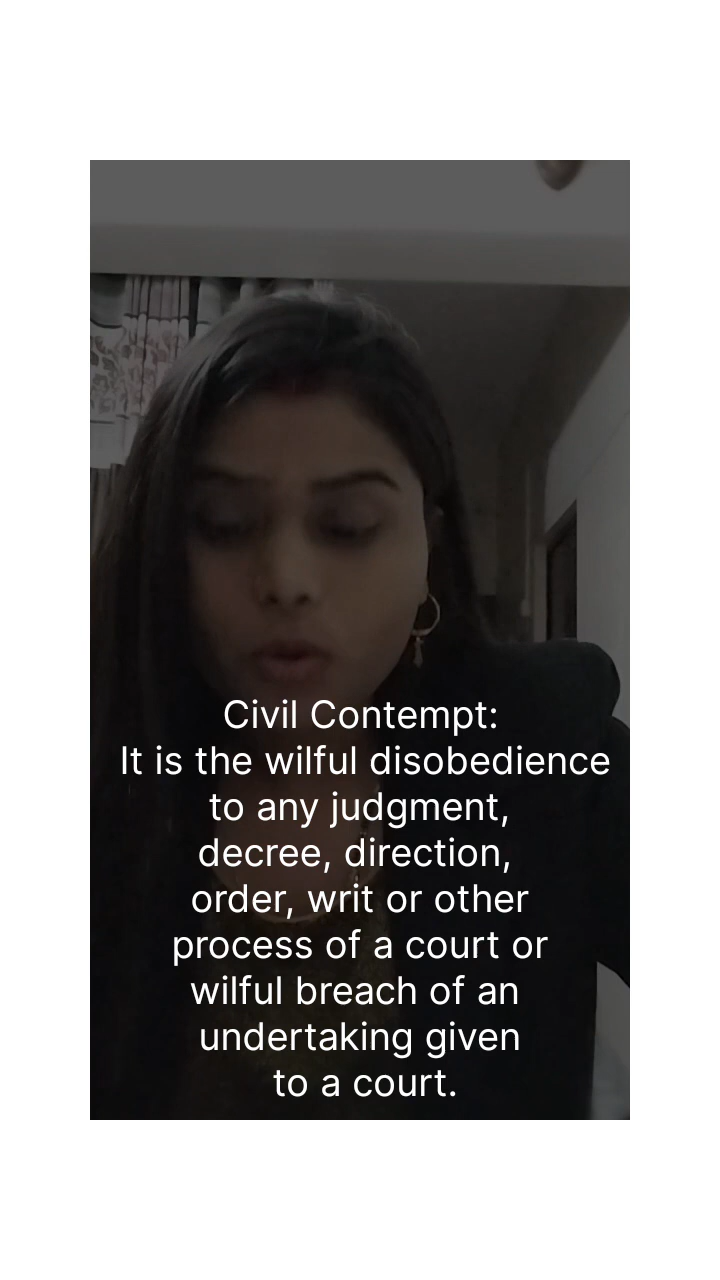 Civil Contempt:
It is the wilful disobedience
to any judgment,
decree, direction,
order, writ or other
process of a court or
wilful breach of an
undertaking given
to a court.